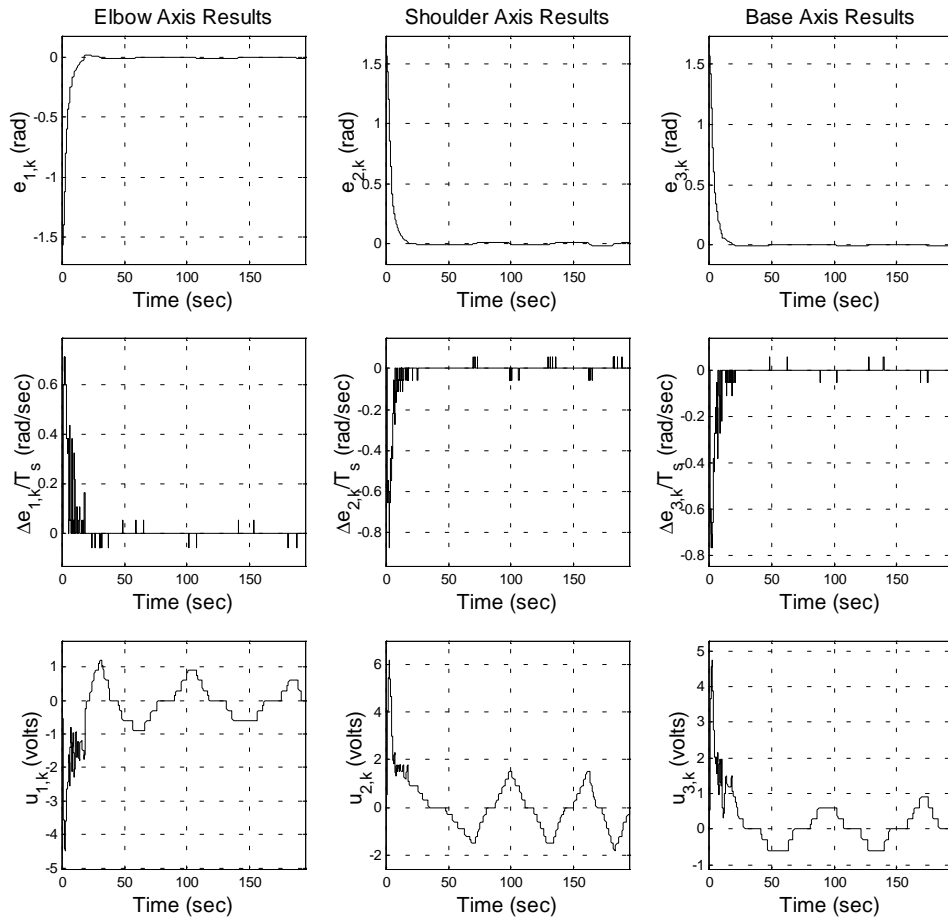 Elbow Axis Results
Shoulder Axis Results
Base Axis Results
e1,k (rad)
0
-0.5
-1
-1.5
0 50 100 150
Time (sec)
e2,k (rad)
1.5
1
0.5
0
0 50 100 150
Time (sec)
e3,k (rad)
1.5
1
0.5
0
0 50 100 150
Time (sec)
Δe1,k/Ts (rad/sec)
0.6
0.4
0.2
0
0 50 100 150
Time (sec)
Δe2,k/Ts (rad/sec)
0
-0.2
-0.4
-0.6
-0.8
0 50 100 150
Time (sec)
Δe3,k/Ts (rad/sec)
0
-0.2
-0.4
-0.6
-0.8
0 50 100 150
Time (sec)
u1,k (volts)
1
0
-1
-2
-3
-4
-5
0 50 100 150
Time (sec)
u2,k (volts)
6
4
2
0
-2
0 50 100 150
Time (sec)
u3,k (volts)
5
4
3
2
1
0
-1
0 50 100 150
Time (sec)